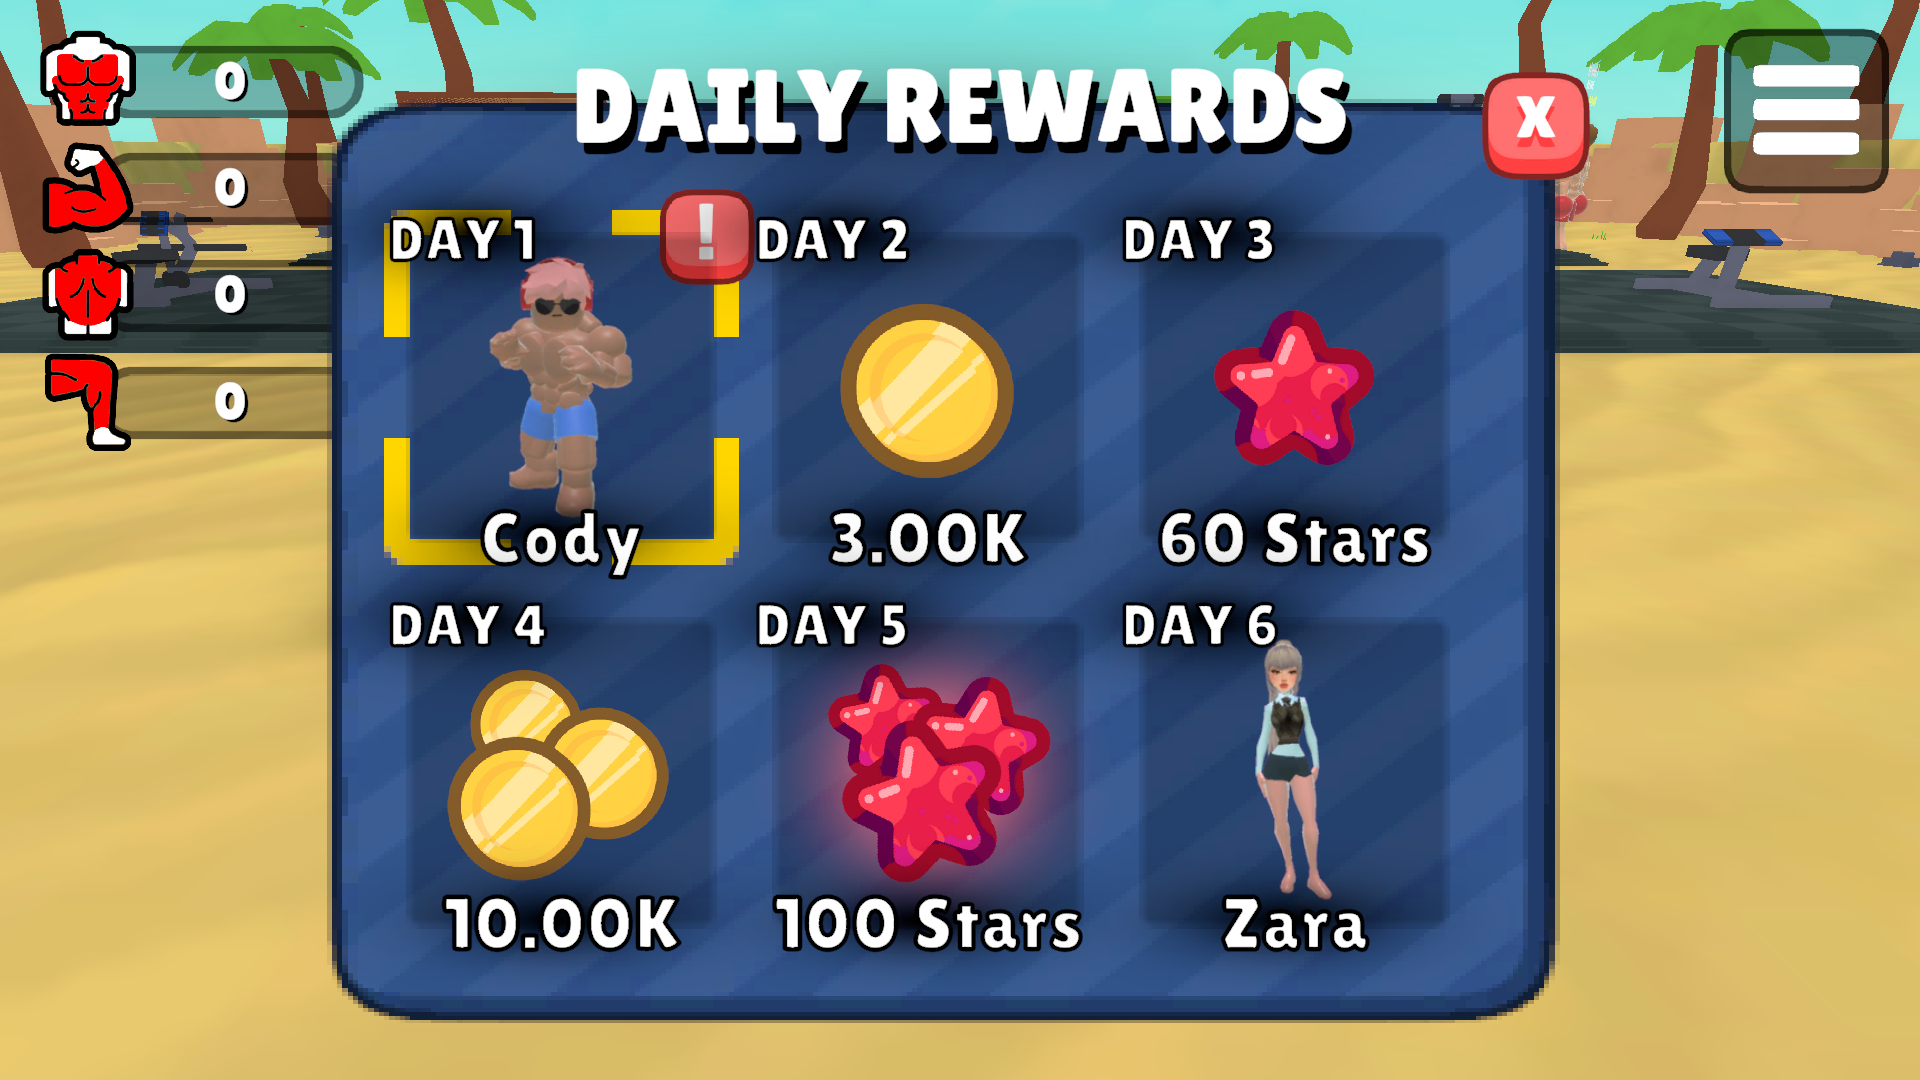 0
0
0
0
DAILY REWARDS
X
DAY 1
!
DAY 2
DAY 3
Cody
3.00K
60 Stars
DAY 4
DAY 5
DAY 6
10.00K
100 Stars
Zara